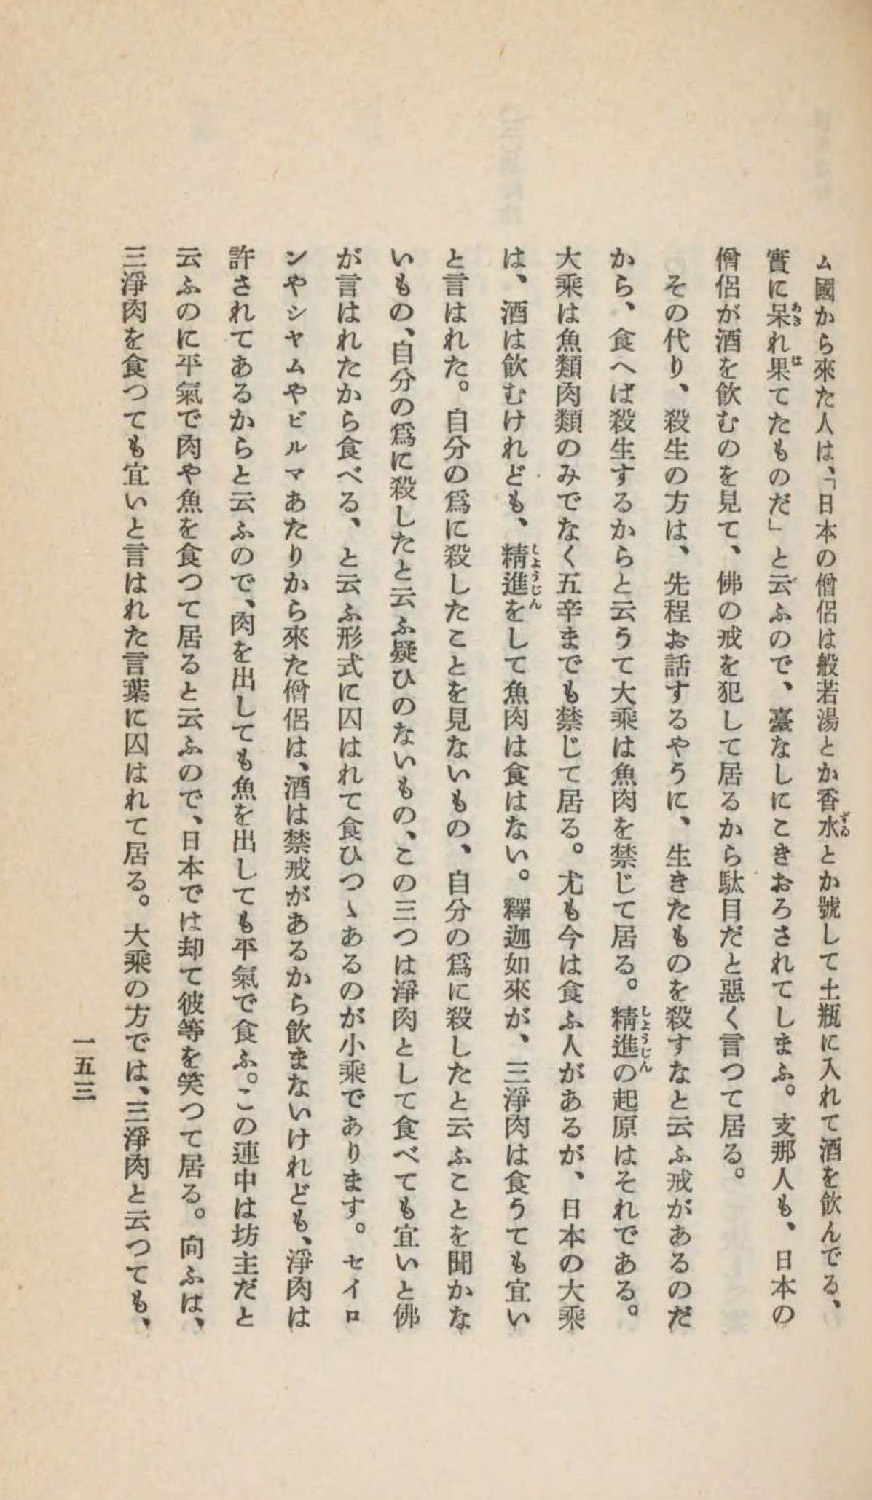 ム國から來た人は、「日本の僧侶は般若湯とか香水とか號して土瓶に入れて酒を飮んでる、
實に呆れ果てたものだ」と云ふので、臺なしにこきおろされてしまふ。支那人も、日本の
僧侶が酒を飮むのを見て、佛の戒を犯して居るから駄目だと惡く言つて居る。
その代り、殺生の方は、先程お話するやうに、生きたものを殺すなと云ふ戒があるのだ
から、食へば殺生するからと云うて大乘は魚肉を禁じて居る。精進の起原はそれである。
大乘は魚類肉類のみでなく五辛までも禁じて居る。尤も今は食ふ人があるが、日本の大乘
は、酒は飮むけれども、精進をして魚肉は食はない。釋迦如來が、三淨肉は食うても宜い
と言はれた。自分の爲に殺したことを見ないもの、自分の爲に殺したと云ふことを聞かな
いもの、自分の爲に殺したと云ふ疑ひのないもの、この三つは淨肉として食べても宜いと佛
が言はれたから食べる、と云ふ形式に囚はれて食ひつゝあるのが小乘であります。セイロ
ンやシヤムやビルマあたりから來た僧侶は、酒は禁戒があるから飮まないけれども、淨肉は
許されてあるからと云ふので、肉を出しても魚を出しても平氣で食ふ。この連中は坊主だと
云ふのに平氣で肉や魚を食つて居ると云ふので、日本では却て彼等を笑つて居る。向ふは、
三淨肉を食つても宜いと言はれた言葉に囚はれて居る。大乘の方では、三淨肉と云つても、
一五三